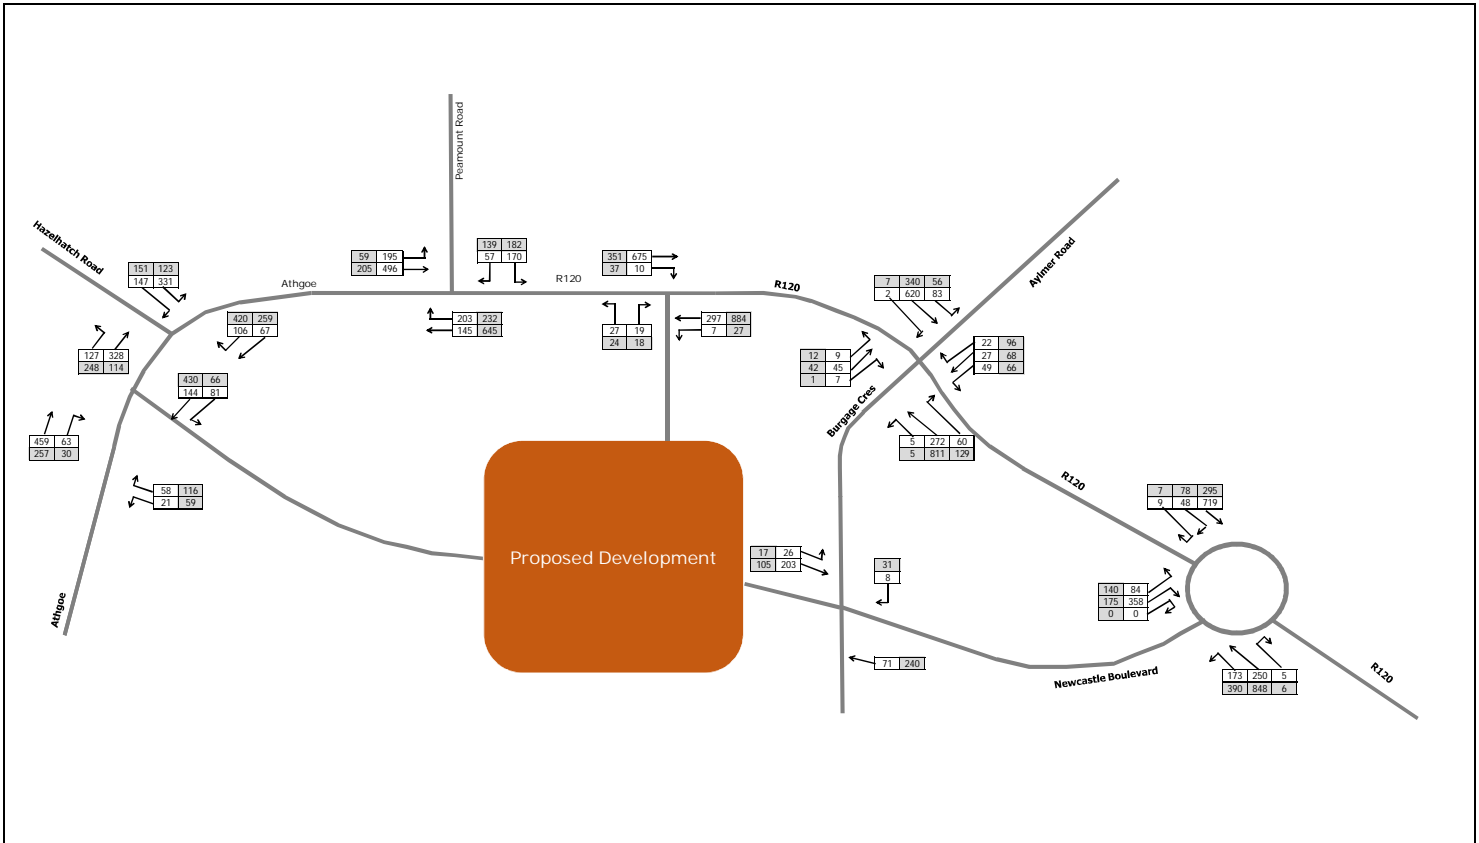 Peamount Road
Hazelhatch Road
Aylmer Road
139 182
57 170
59 195
205 496
351 675
37 10
151 123
147 331
Athgoe
R120
R120
7 340 56
2 620 83
420 259
106 67
203 232
145 645
27 19
24 18
297 884
7 27
127 328
248 114
12 9
42 45
1 7
22 96
27 68
49 66
430 66
144 81
Burgage Cres
459 63
257 30
5 272 60
5 811 129
R120
58 116
21 59
7 78 295
9 48 719
Proposed Development
17 26
105 203
31
8
140 84
175 358
0 0
Athgoe
71 240
Newcastle Boulevard
173 250 5
390 848 6
R120